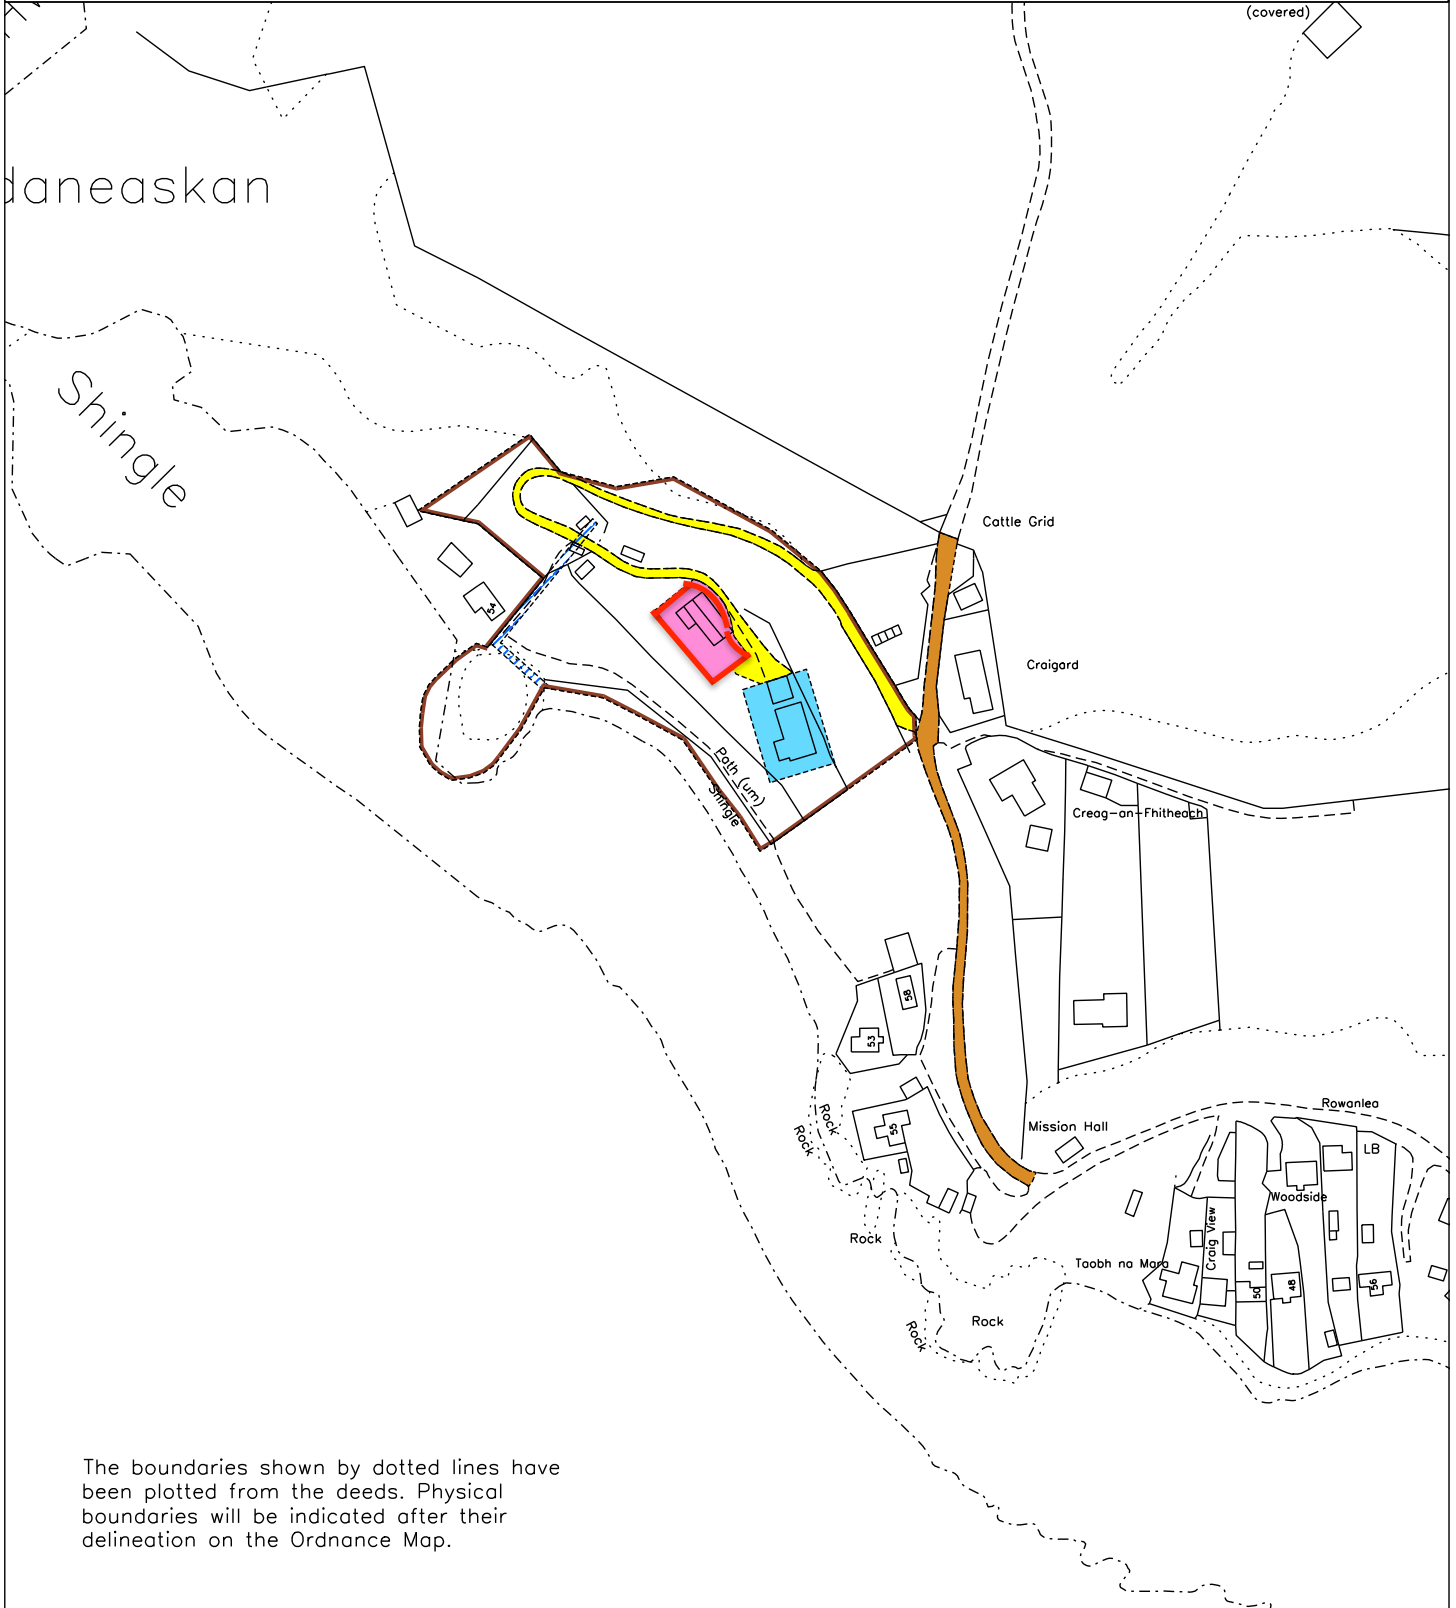 (covered)
daneaskan
Shingle
Cattle Grid
54
Craigard
Path (um)
Shingle
Creag-an-Fhitheach
58
53
Rock
Rock
55
Mission Hall
Rowanlea
LB
Woodside
Craig View
Rock
Taobh na Mara
50
48
56
Rock
Rock
The boundaries shown by dotted lines have
been plotted from the deeds. Physical
boundaries will be indicated after their
delineation on the Ordnance Map.